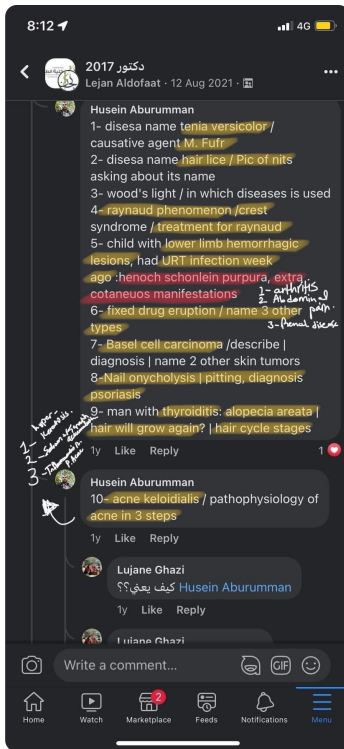 8:12
4G
دكتور 2017
Lejan Aldofaat · 12 Aug 2021 ·
Husein Aburumman
1- disesa name tenia versicolor /
causative agent M. Fufr
2- disesa name hair lice / Pic of nits
asking about its name
3- wood's light / in which diseases is used
4- raynaud phenomenon /crest
syndrome / treatment for raynaud
5- child with lower limb hemorrhagic
lesions, had URT infection week
ago :henoch schonlein purpura, extra
cotaneuos manifestations
1- arthritis
2 Abdominal
pain.
3- Renal disease
6- fixed drug eruption / name 3 other
types
7- Basel cell carcinoma /describe |
diagnosis | name 2 other skin tumors
8-Nail onycholysis | pitting, diagnosis
psoriasis
9- man with thyroiditis: alopecia areata |
hair will grow again? | hair cycle stages
1y Like Reply 1
1- hyper-
keratosis.
2-
3-
P. Acne
Husein Aburumman
10- acne keloidialis / pathophysiology of
acne in 3 steps
1y Like Reply
Lujane Ghazi
كيف يعني؟؟ Husein Aburumman
1y Like Reply
Lujane Ghazi
Write a comment...
GIF
2
Home Watch Marketplace Feeds Notifications Menu